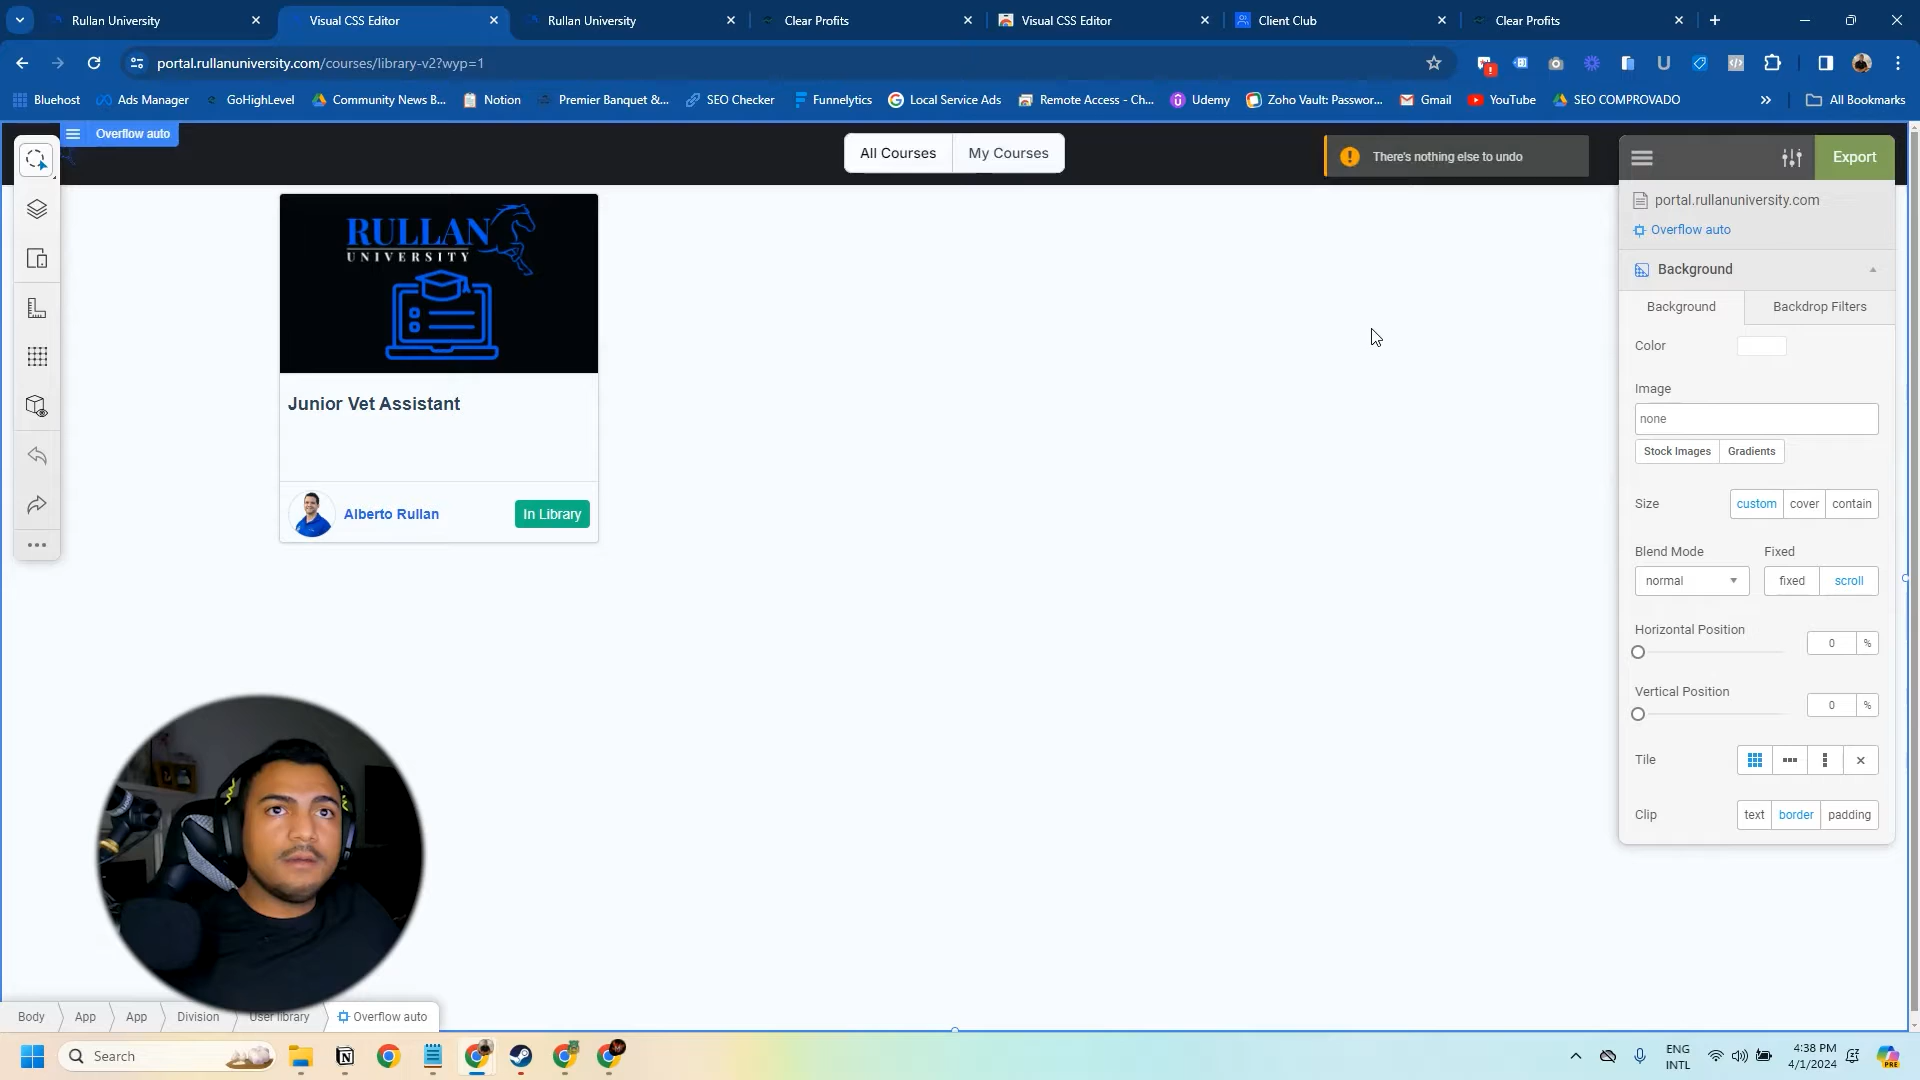 Rullan University
Visual CSS Editor
Rullan University
Clear Profits
Visual CSS Editor
Client Club
Clear Profits
portal.rullanuniversity.com/courses/library-v2?wyp=1
Bluehost
Ads Manager
GoHighLevel
Community News B...
Notion
Premier Banquet &...
SEO Checker
Funnelytics
Local Service Ads
Remote Access - Ch...
Udemy
Zoho Vault: Passwor...
Gmail
YouTube
SEO COMPROVADO
All Bookmarks
Overflow auto
All Courses
My Courses
There's nothing else to undo
Export
portal.rullanuniversity.com
Overflow auto
Background
Background
Backdrop Filters
Color
Image
none
Stock Images
Gradients
Size
custom
cover
contain
Blend Mode
Fixed
normal
fixed
scroll
Horizontal Position
0
%
Vertical Position
0
%
Tile
Clip
text
border
padding
RULLAN
UNIVERSITY
Junior Vet Assistant
Alberto Rullan
In Library
Body
App
App
Division
User library
Overflow auto
Search
ENG
INTL
4:38 PM
4/1/2024
PRE